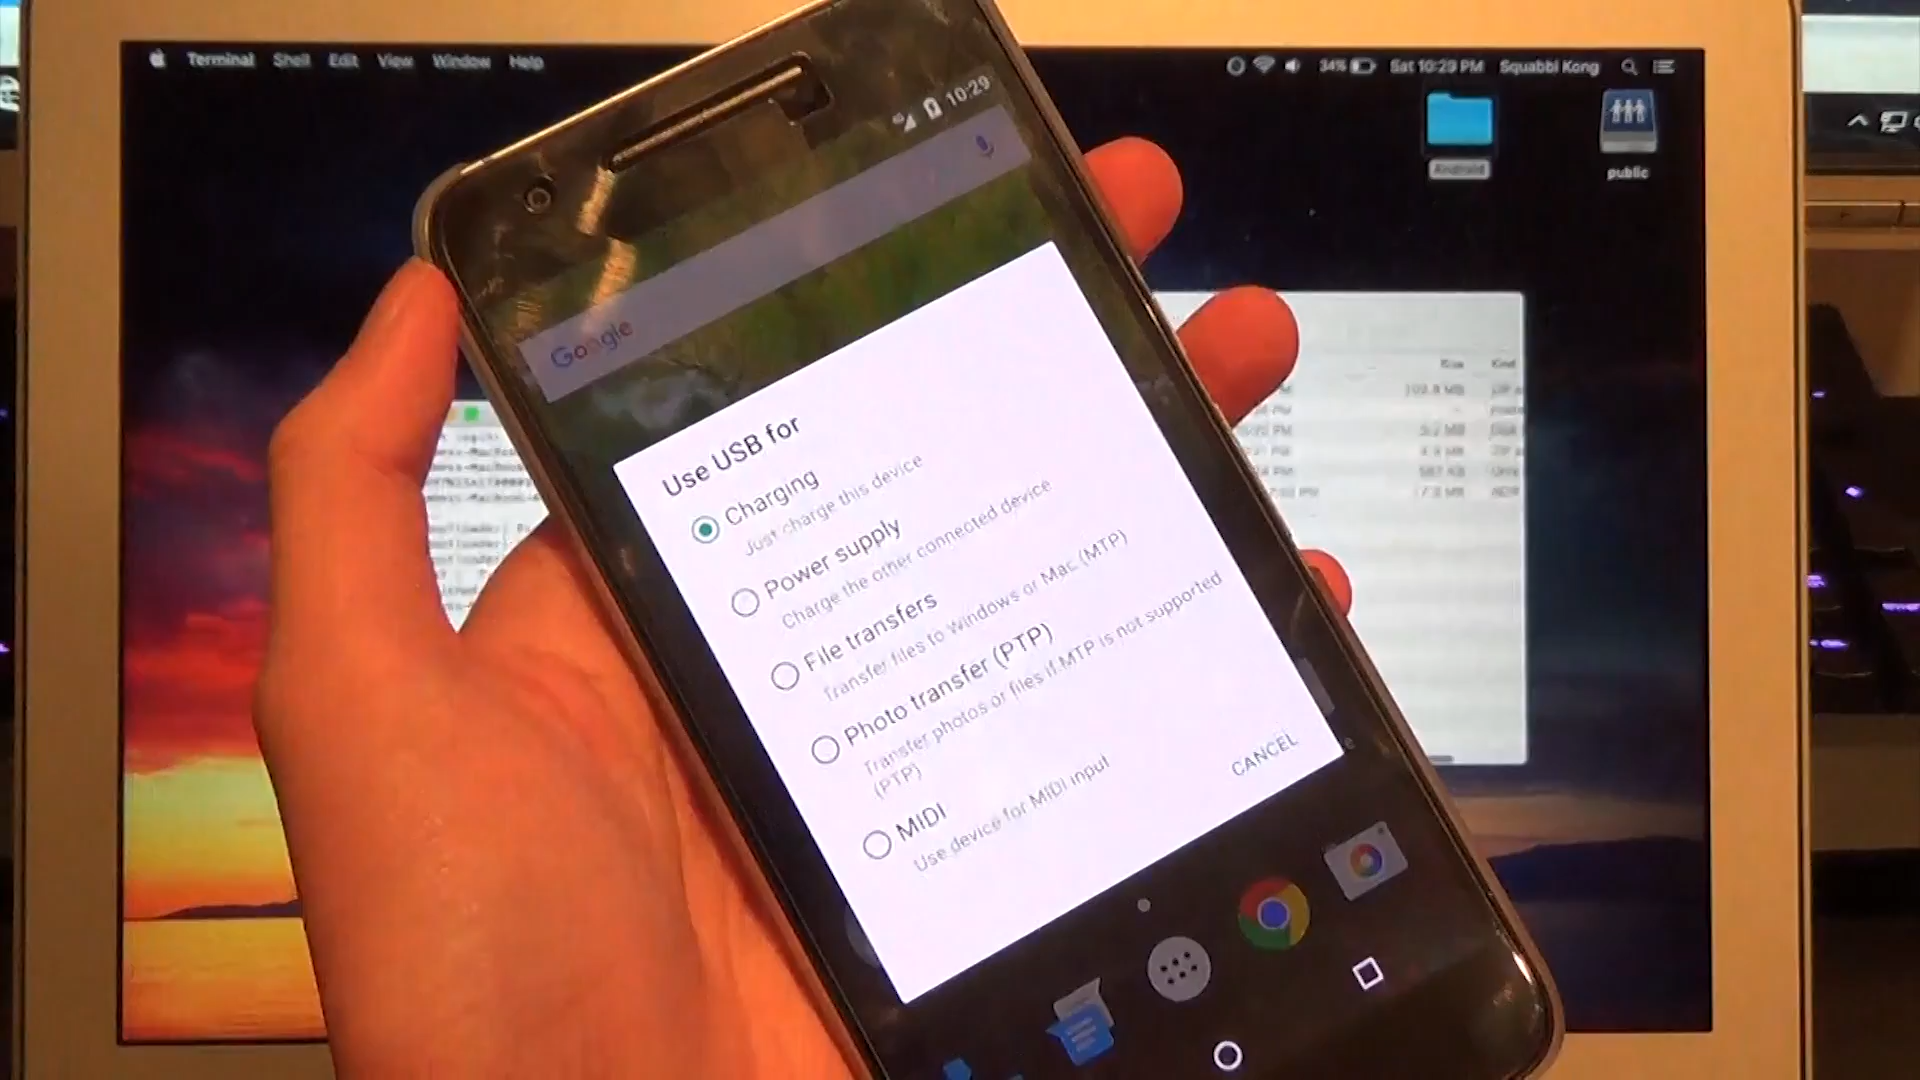 Terminal Shell Edit View Window Help
34% Sat 10:29 PM Squabbi Kong
Android
public
10:29
Google
Use USB for
Charging
Just charge this device
Power supply
Charge the other connected device
File transfers
Transfer files to Windows or Mac (MTP)
Photo transfer (PTP)
Transfer photos or files if MTP is not supported
(PTP)
MIDI
Use device for MIDI input
CANCEL
Size Kind